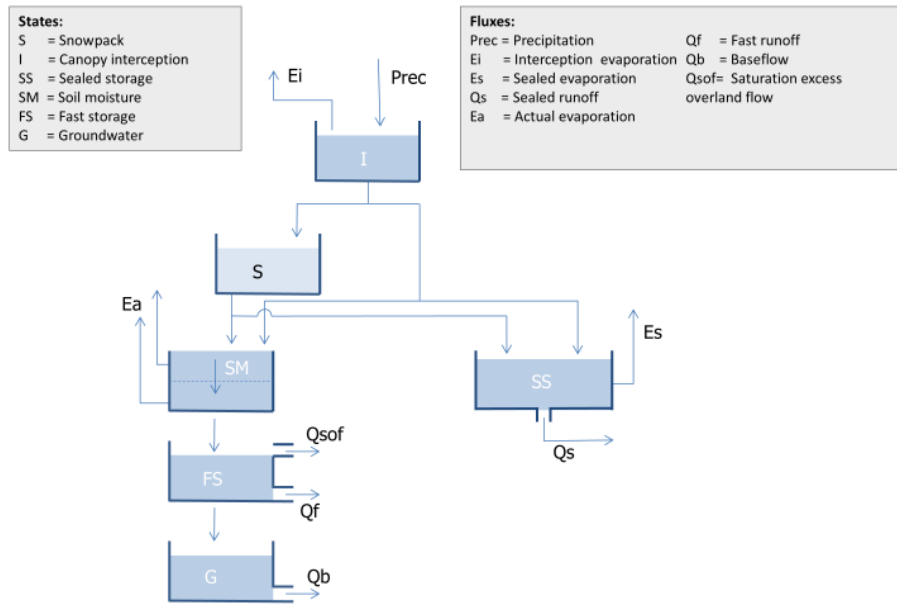 States:
S = Snowpack
I = Canopy interception
SS = Sealed storage
SM = Soil moisture
FS = Fast storage
G = Groundwater
Fluxes:
Prec = Precipitation
Ei = Interception evaporation
Es = Sealed evaporation
Qs = Sealed runoff
Ea = Actual evaporation
Qf = Fast runoff
Qb = Baseflow
Qsof= Saturation excess
overland flow
Ei
Prec
I
S
Ea
SM
Es
SS
Qs
Qsof
FS
Qf
G
Qb